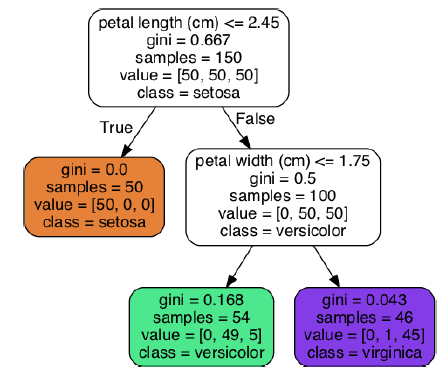 petal length (cm) <= 2.45
gini = 0.667
samples = 150
value = [50, 50, 50]
class = setosa
True
False
gini = 0.0
samples = 50
value = [50, 0, 0]
class = setosa
petal width (cm) <= 1.75
gini = 0.5
samples = 100
value = [0, 50, 50]
class = versicolor
gini = 0.168
samples = 54
value = [0, 49, 5]
class = versicolor
gini = 0.043
samples = 46
value = [0, 1, 45]
class = virginica